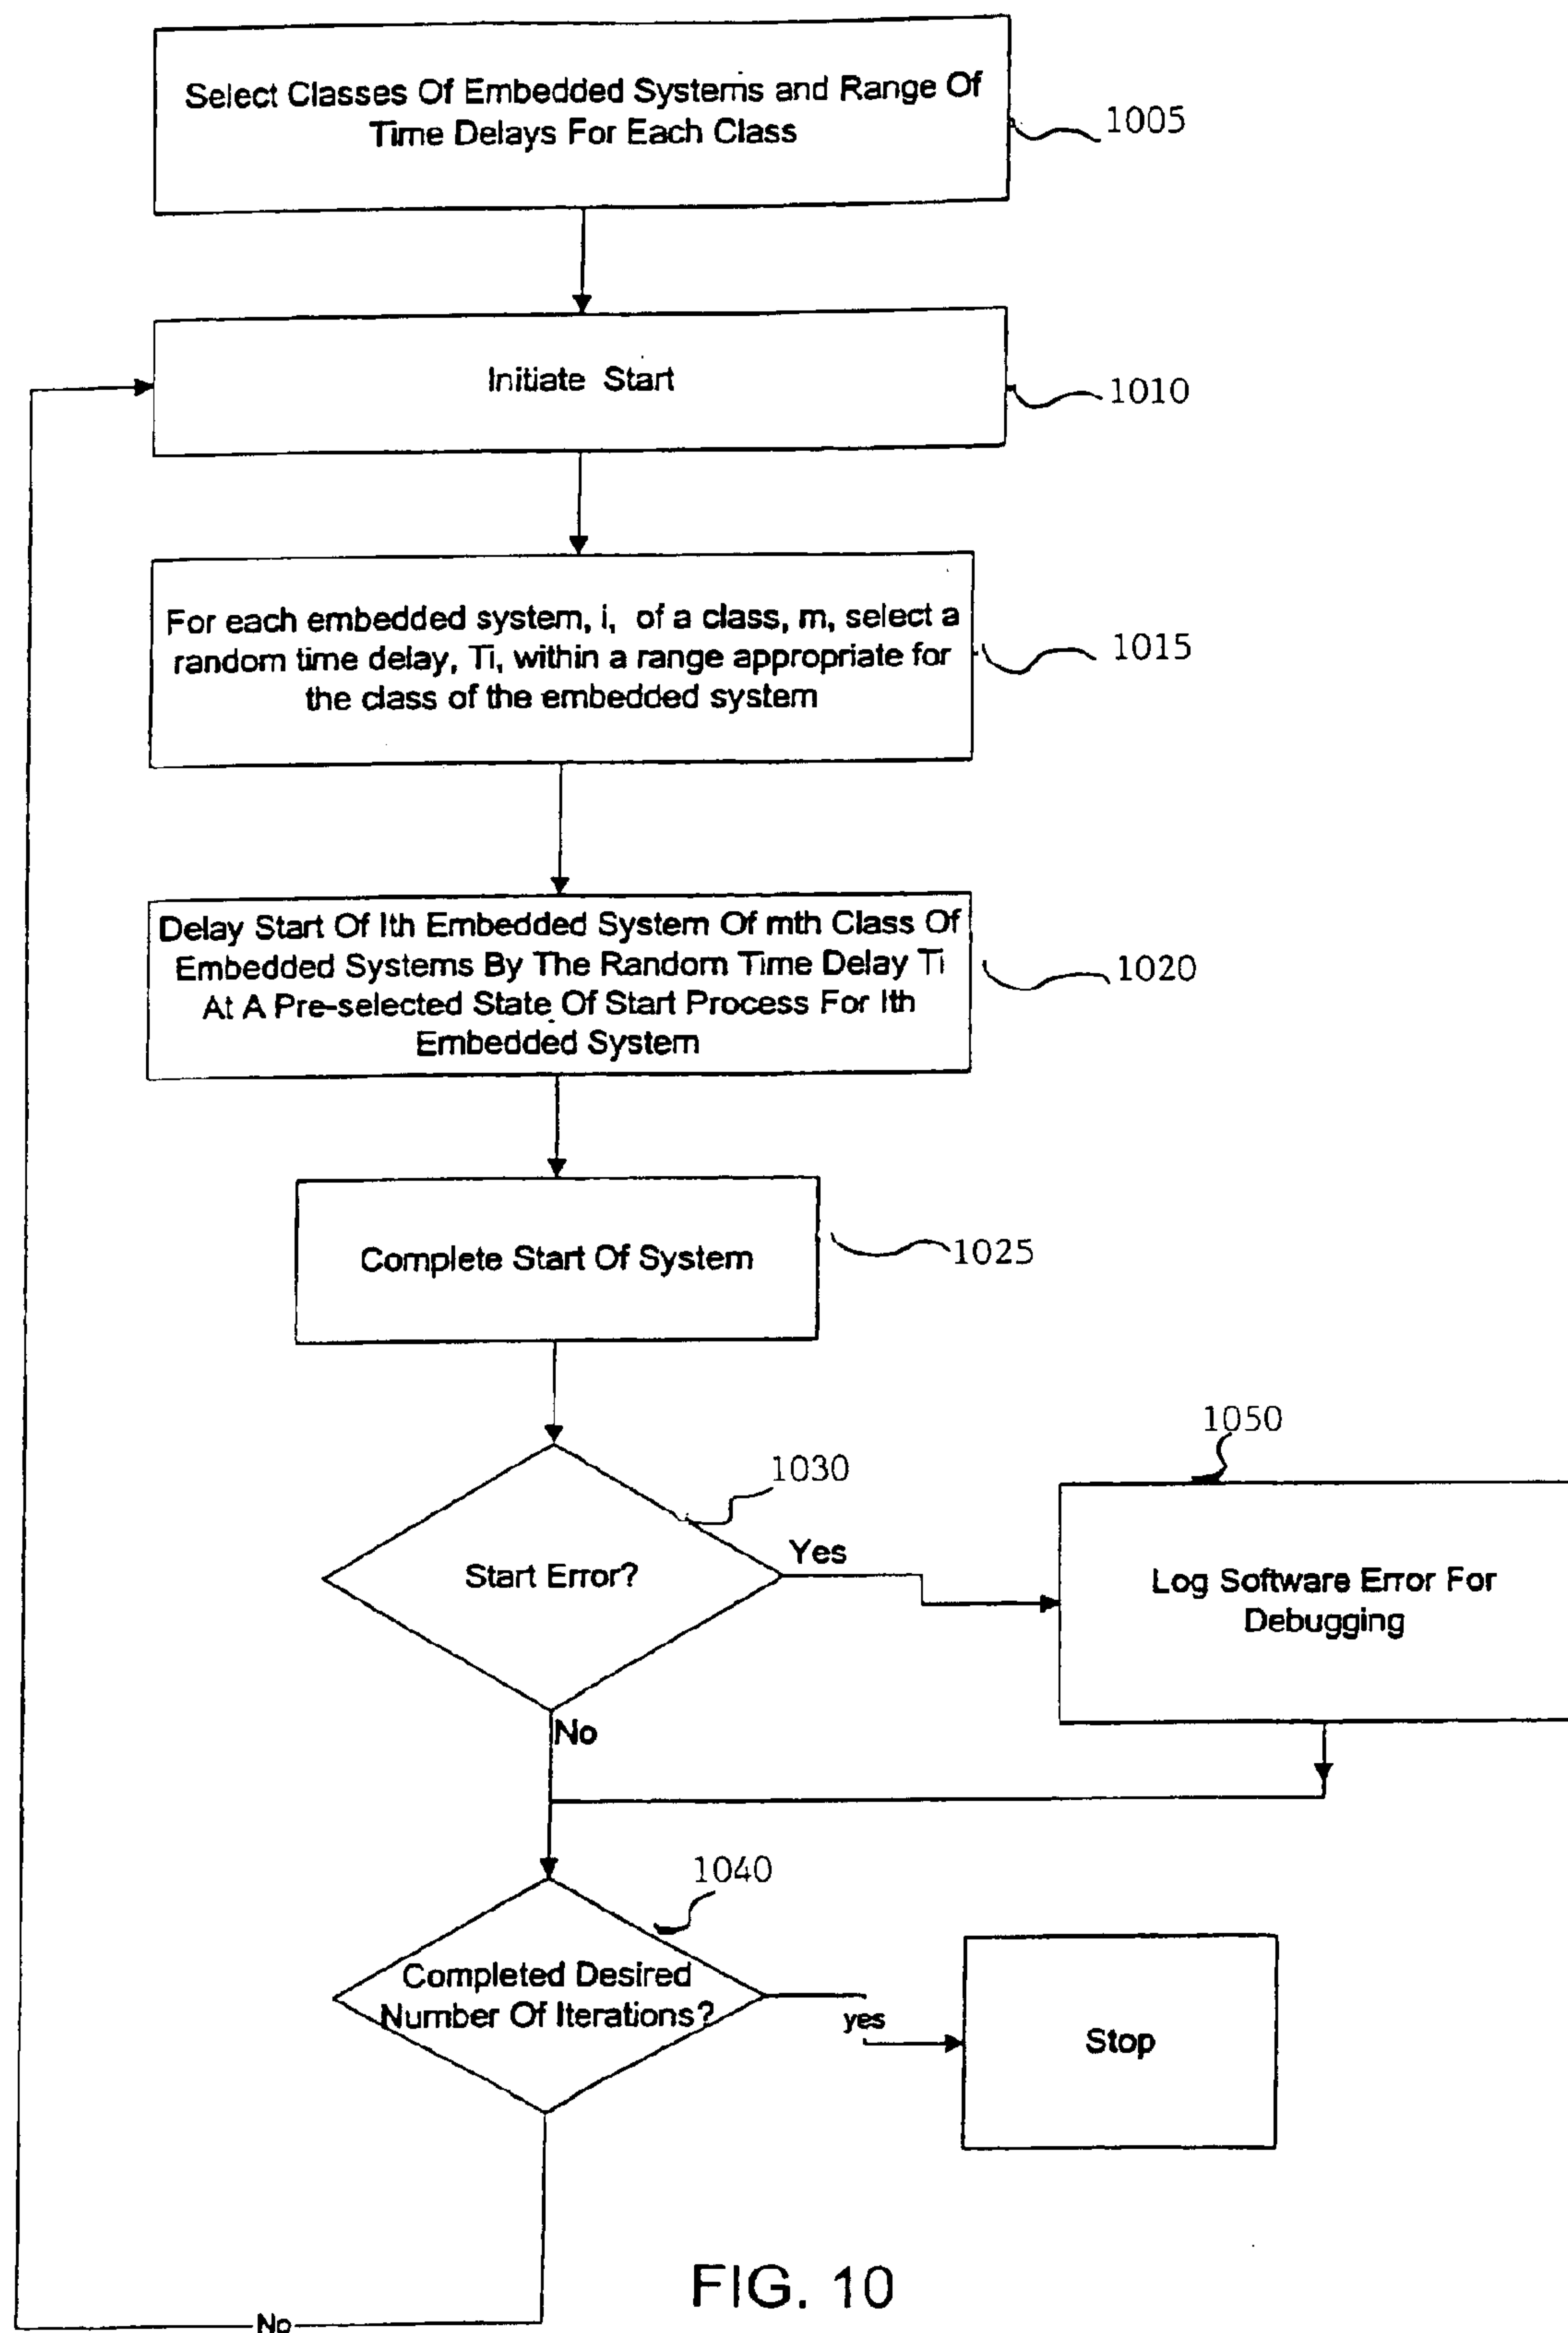 Select Classes Of Embedded Systems and Range Of
Time Delays For Each Class
1005
Initiate Start
1010
For each embedded system, i, of a class, m, select a
random time delay, Ti, within a range appropriate for
the class of the embedded system
1015
Delay Start Of Ith Embedded System Of mth Class Of
Embedded Systems By The Random Time Delay Ti
At A Pre-selected State Of Start Process For Ith
Embedded System
1020
Complete Start Of System
1025
1030
Start Error?
Yes
1050
Log Software Error For
Debugging
No
1040
Completed Desired
Number Of Iterations?
yes
Stop
No
FIG. 10